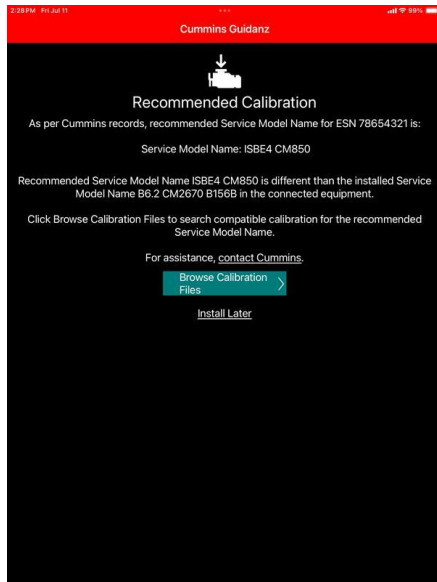 2:28 PM Fri Jul 11 99%
Cummins Guidanz
Recommended Calibration
As per Cummins records, recommended Service Model Name for ESN 78654321 is:
Service Model Name: ISBE4 CM850
Recommended Service Model Name ISBE4 CM850 is different than the installed Service
Model Name B6.2 CM2670 B156B in the connected equipment.
Click Browse Calibration Files to search compatible calibration for the recommended
Service Model Name.
For assistance, contact Cummins.
Browse Calibration
Files
Install Later